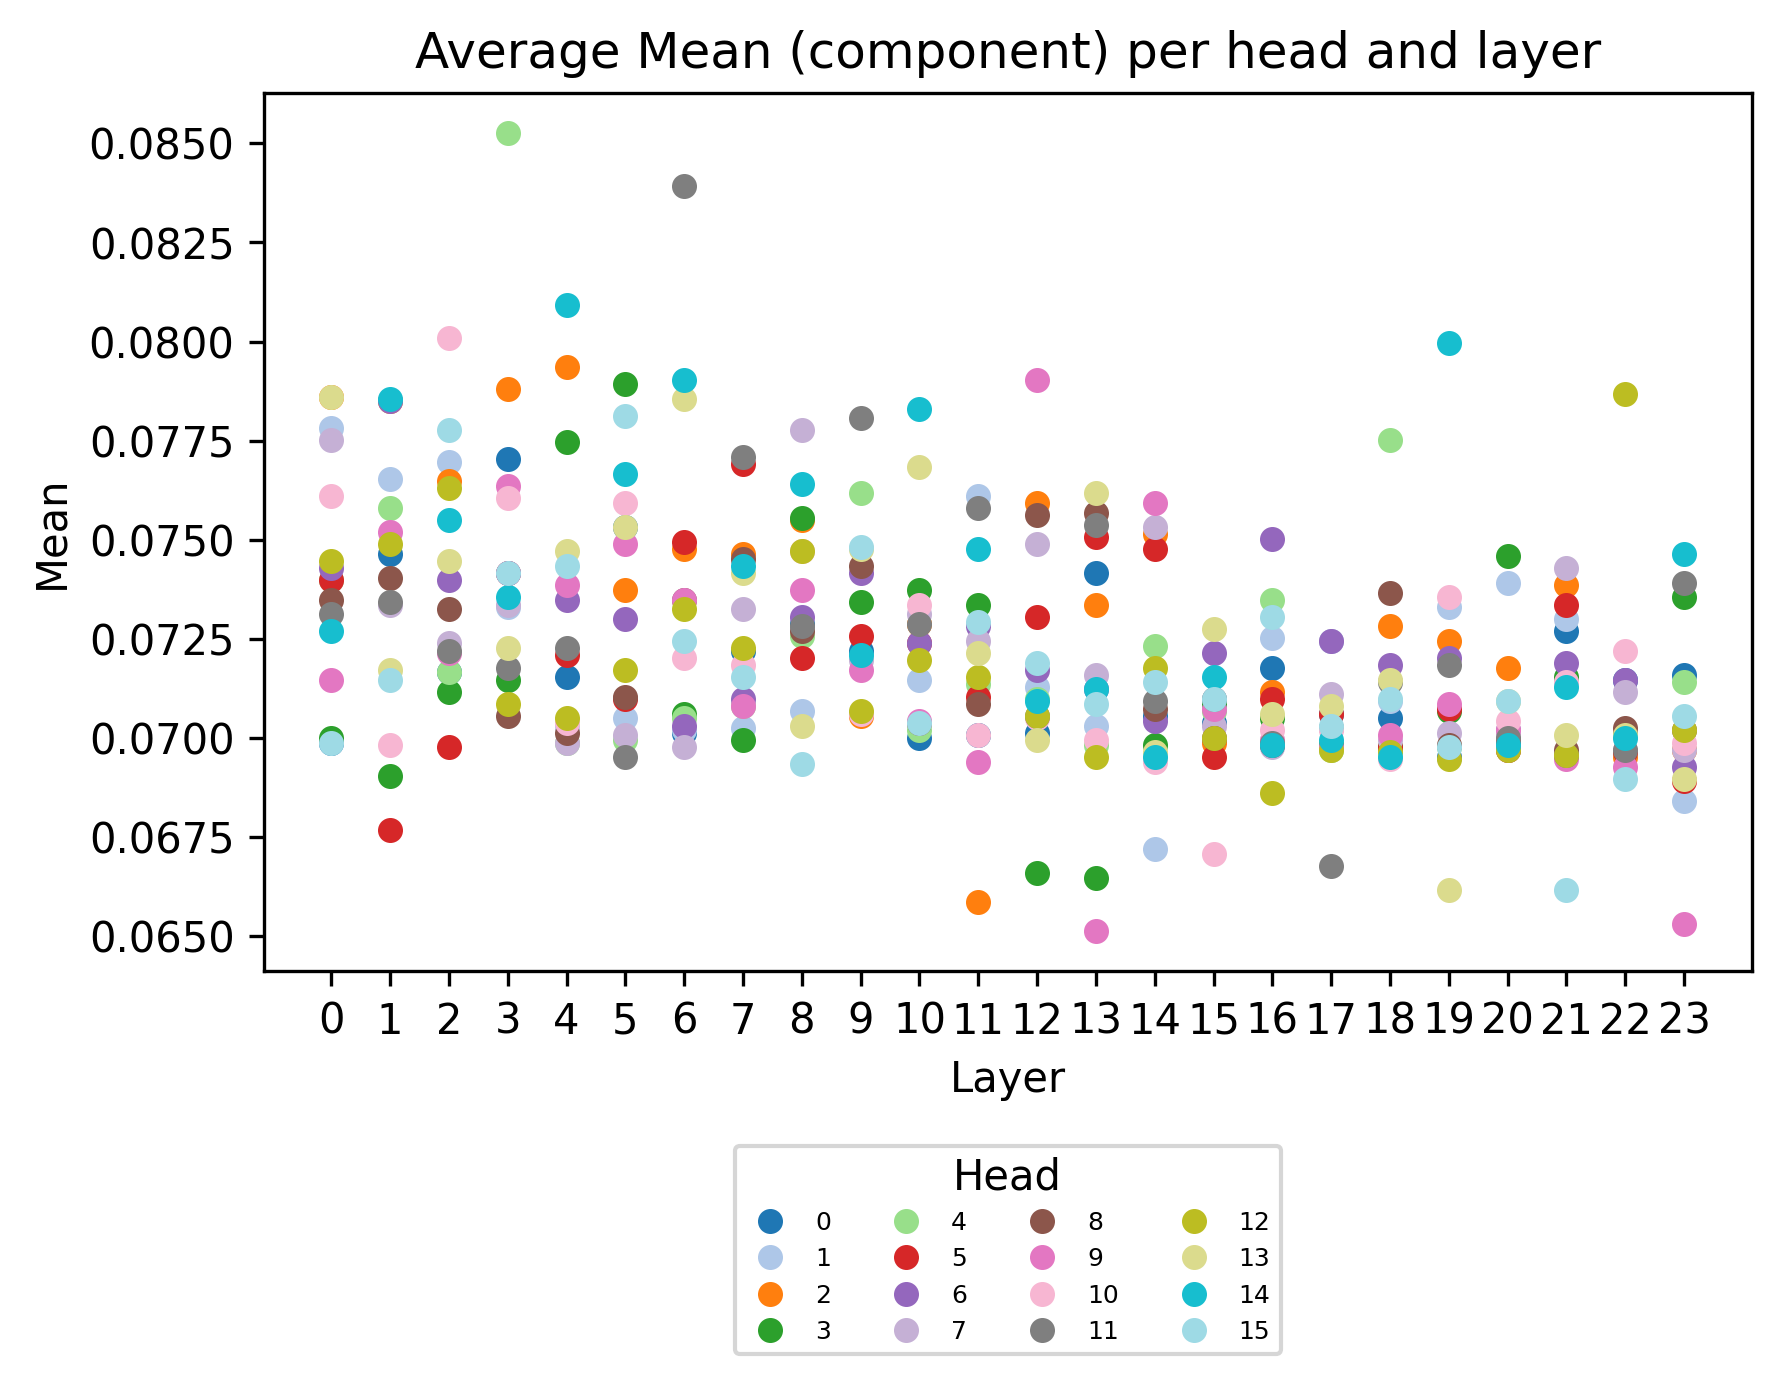 Average Mean (component) per head and layer
0.0850
0.0825
0.0800
0.0775
0.0750
0.0725
0.0700
0.0675
0.0650
Mean
0 1 2 3 4 5 6 7 8 9 10 11 12 13 14 15 16 17 18 19 20 21 22 23
Layer
Head
0 4 8 12
1 5 9 13
2 6 10 14
3 7 11 15